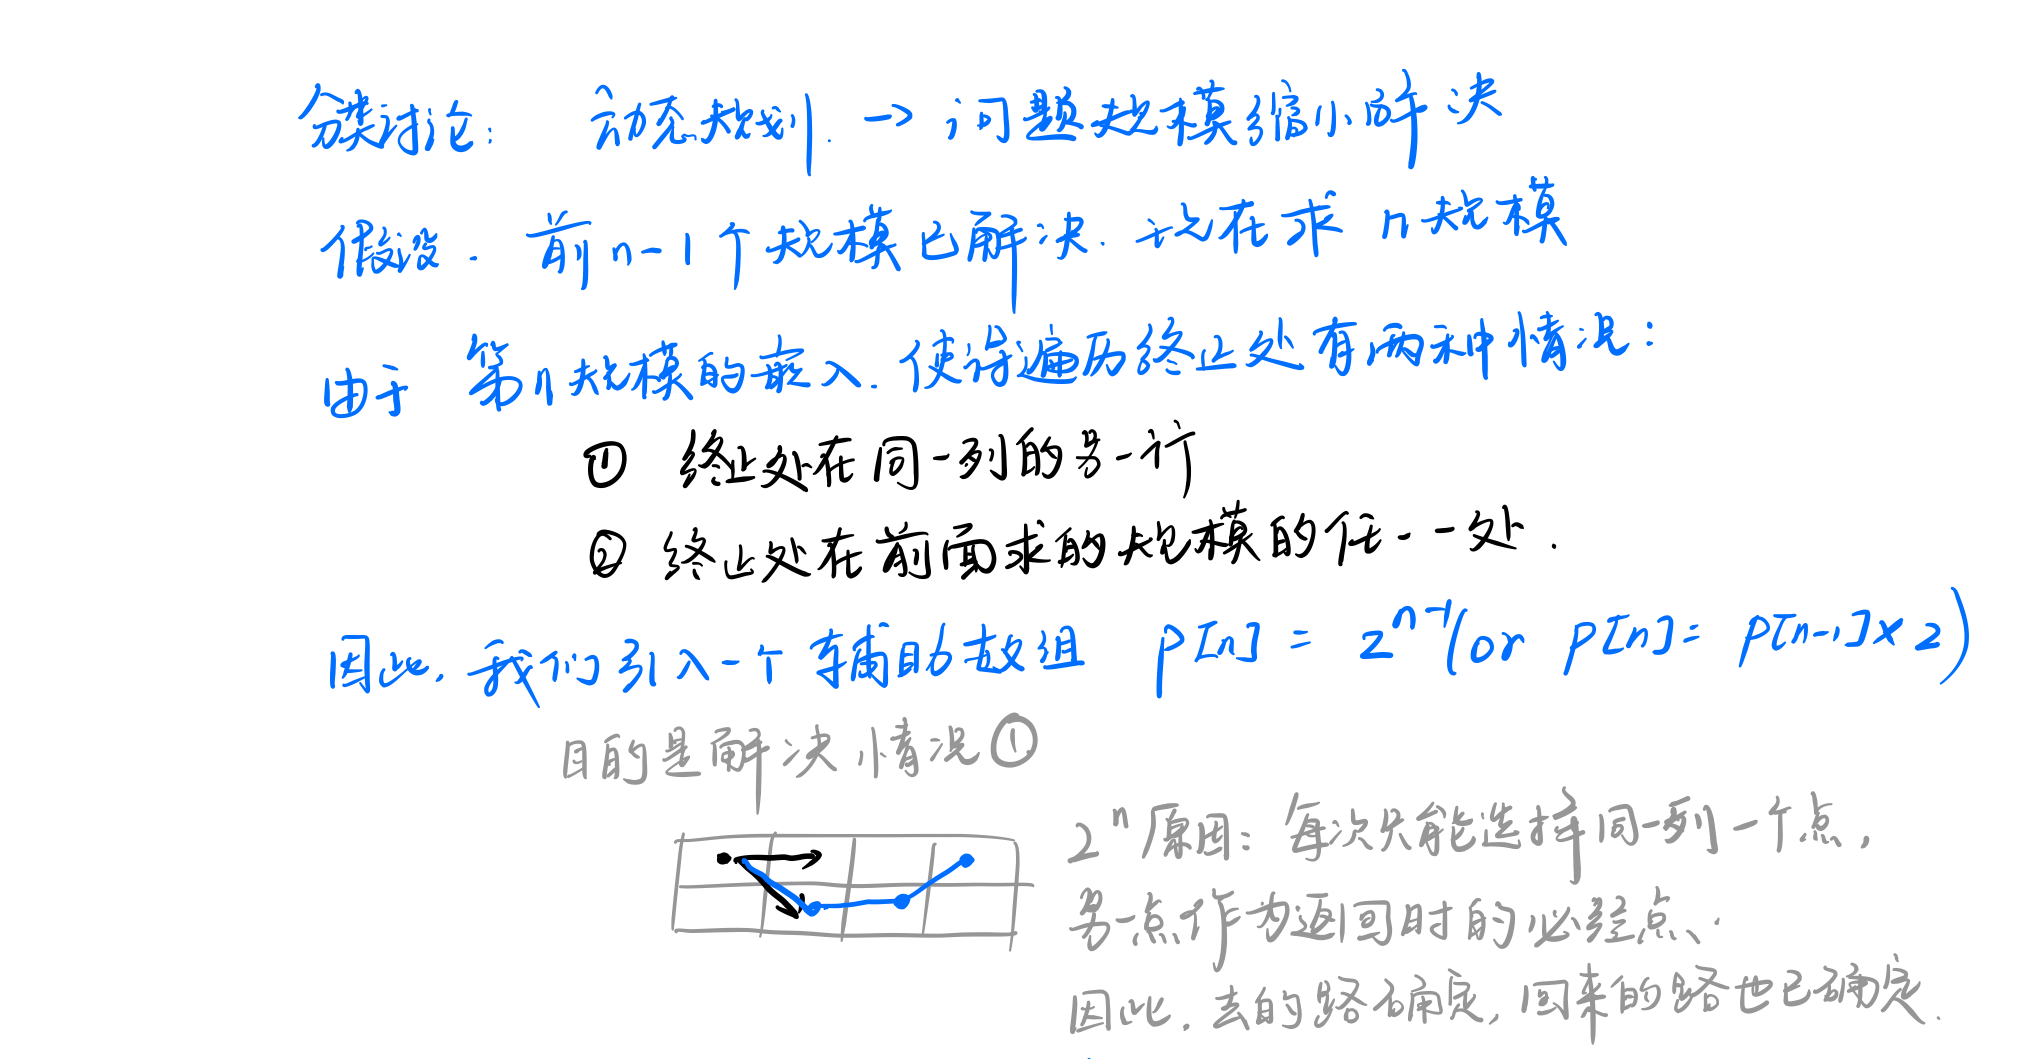 分类讨论： 动态规划. → 问题规模缩小解决
假设. 前n-1个规模已解决. 现在求 n规模
由于 第n规模的嵌入. 使得遍历终止处有两种情况：
① 终止处在同一列的另一行
② 终止处在前面求的规模的任一处.
因此, 我们引入一个辅助数组 P[n] = 2^{n-1} (or P[n] = P[n-1]×2)
目的是解决情况①
2^n原因：每次只能选择同一列一个点,
另一点作为返回时的必经点、.
因此. 去的路确定, 回来的路也已确定.